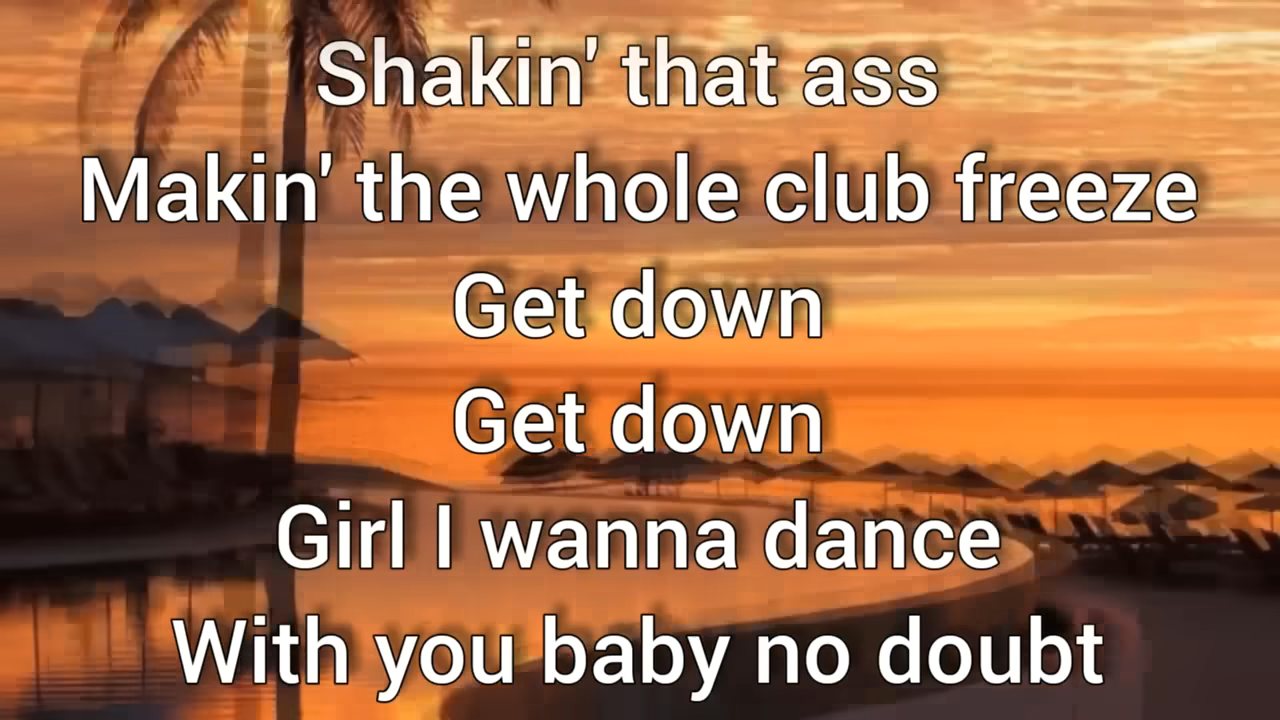 Shakin' that ass
Makin' the whole club freeze
Get down
Get down
Girl I wanna dance
With you baby no doubt